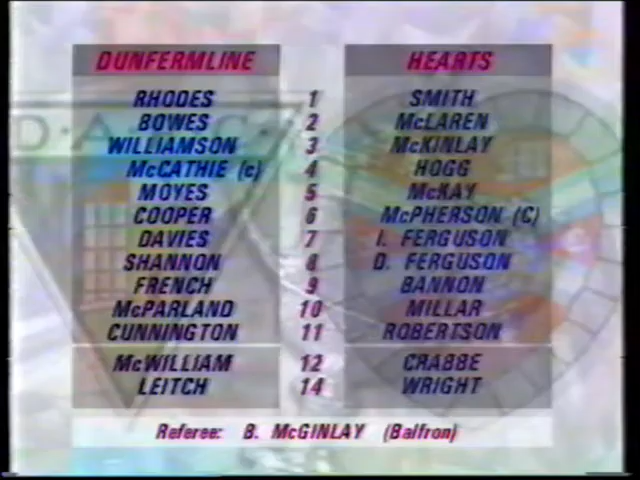 DUNFERMLINE HEARTS
RHODES 1 SMITH
BOWES 2 McLAREN
WILLIAMSON 3 McKINLAY
McCATHIE (c) 4 HOGG
MOYES 5 McKAY
COOPER 6 McPHERSON (C)
DAVIES 7 I. FERGUSON
SHANNON 8 D. FERGUSON
FRENCH 9 BANNON
McPARLAND 10 MILLAR
CUNNINGTON 11 ROBERTSON
McWILLIAM 12 CRABBE
LEITCH 14 WRIGHT
Referee: B. McGINLAY (Balfron)
D.A.F.C.